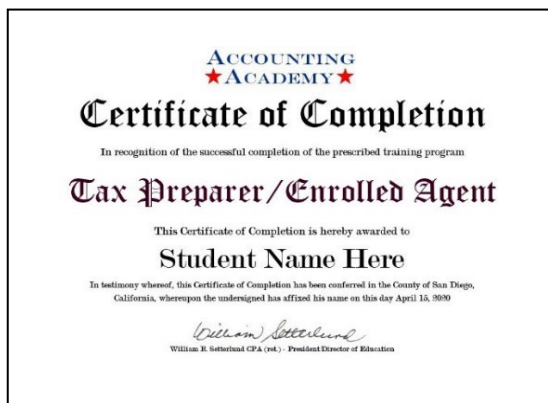 ACCOUNTING
★ACADEMY★
Certificate of Completion
In recognition of the successful completion of the prescribed training program
Tax Preparer/Enrolled Agent
This Certificate of Completion is hereby awarded to
Student Name Here
In testimony whereof, this Certificate of Completion has been conferred in the County of San Diego,
California, whereupon the undersigned has affixed his name on this day April 15, 2020
William Setterlund
William R. Setterlund CPA (ret.) - President Director of Education